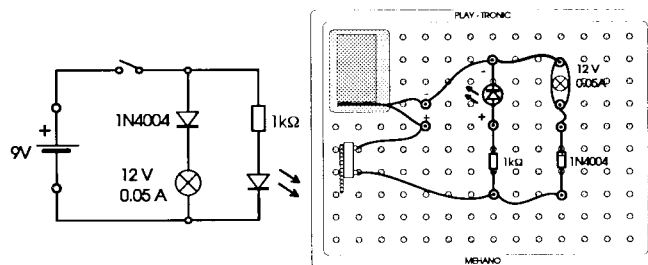 1N4004
1kΩ
+
9V
12 V
0.05 A
PLAY - TRONIC
-
+
-
+
12 V
0.05A
1kΩ
1N4004
MEHANO